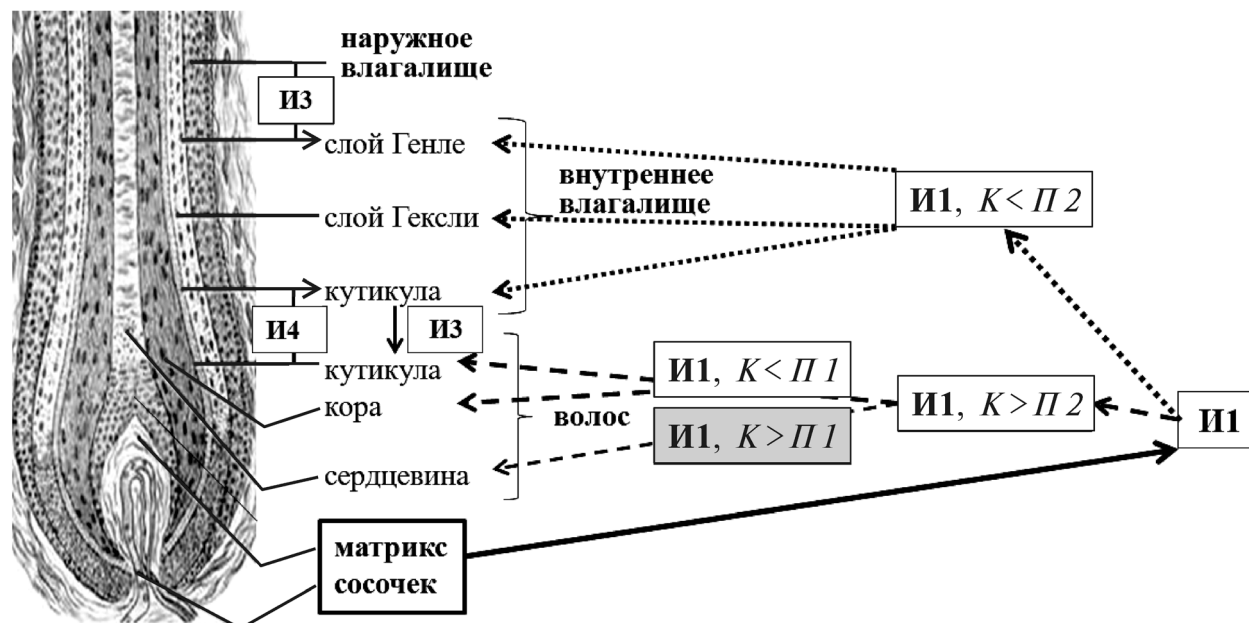 наружное
влагалище
И3
слой Генле
внутреннее
влагалище
И1, K < П 2
слой Гексли
кутикула
И4
И3
кутикула
И1, K < П 1
кора
волос
И1, K > П 2
И1
И1, K > П 1
сердцевина
матрикс
сосочек